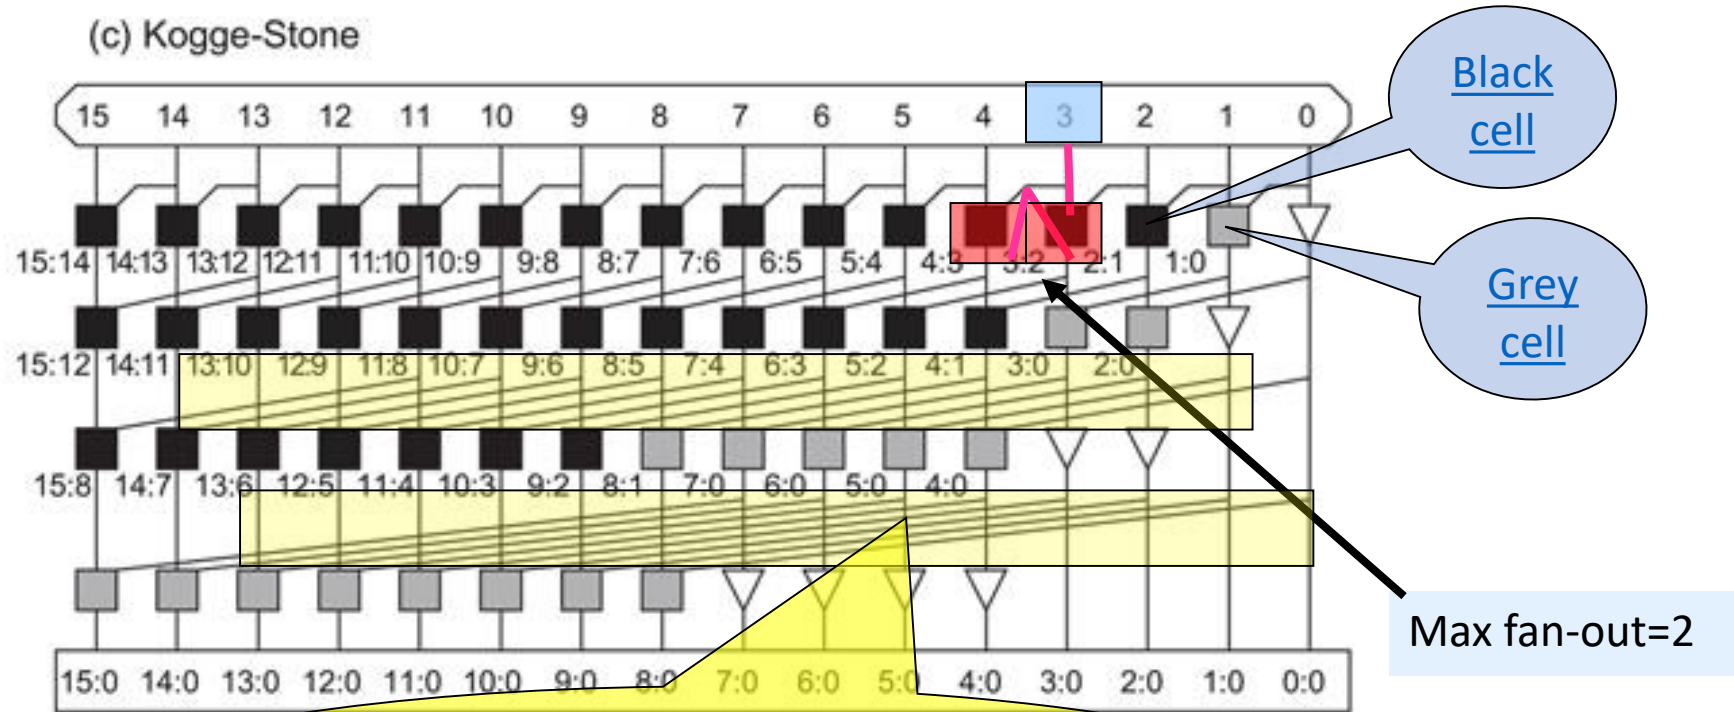 (c) Kogge-Stone
Black
cell
15 14 13 12 11 10 9 8 7 6 5 4 3 2 1 0
15:14 14:13 13:12 12:11 11:10 10:9 9:8 8:7 7:6 6:5 5:4 4:3 3:2 2:1 1:0
Grey
cell
15:12 14:11 13:10 12:9 11:8 10:7 9:6 8:5 7:4 6:3 5:2 4:1 3:0 2:0
15:8 14:7 13:6 12:5 11:4 10:3 9:2 8:1 7:0 6:0 5:0 4:0
Max fan-out=2
15:0 14:0 13:0 12:0 11:0 10:0 9:0 8:0 7:0 6:0 5:0 4:0 3:0 2:0 1:0 0:0